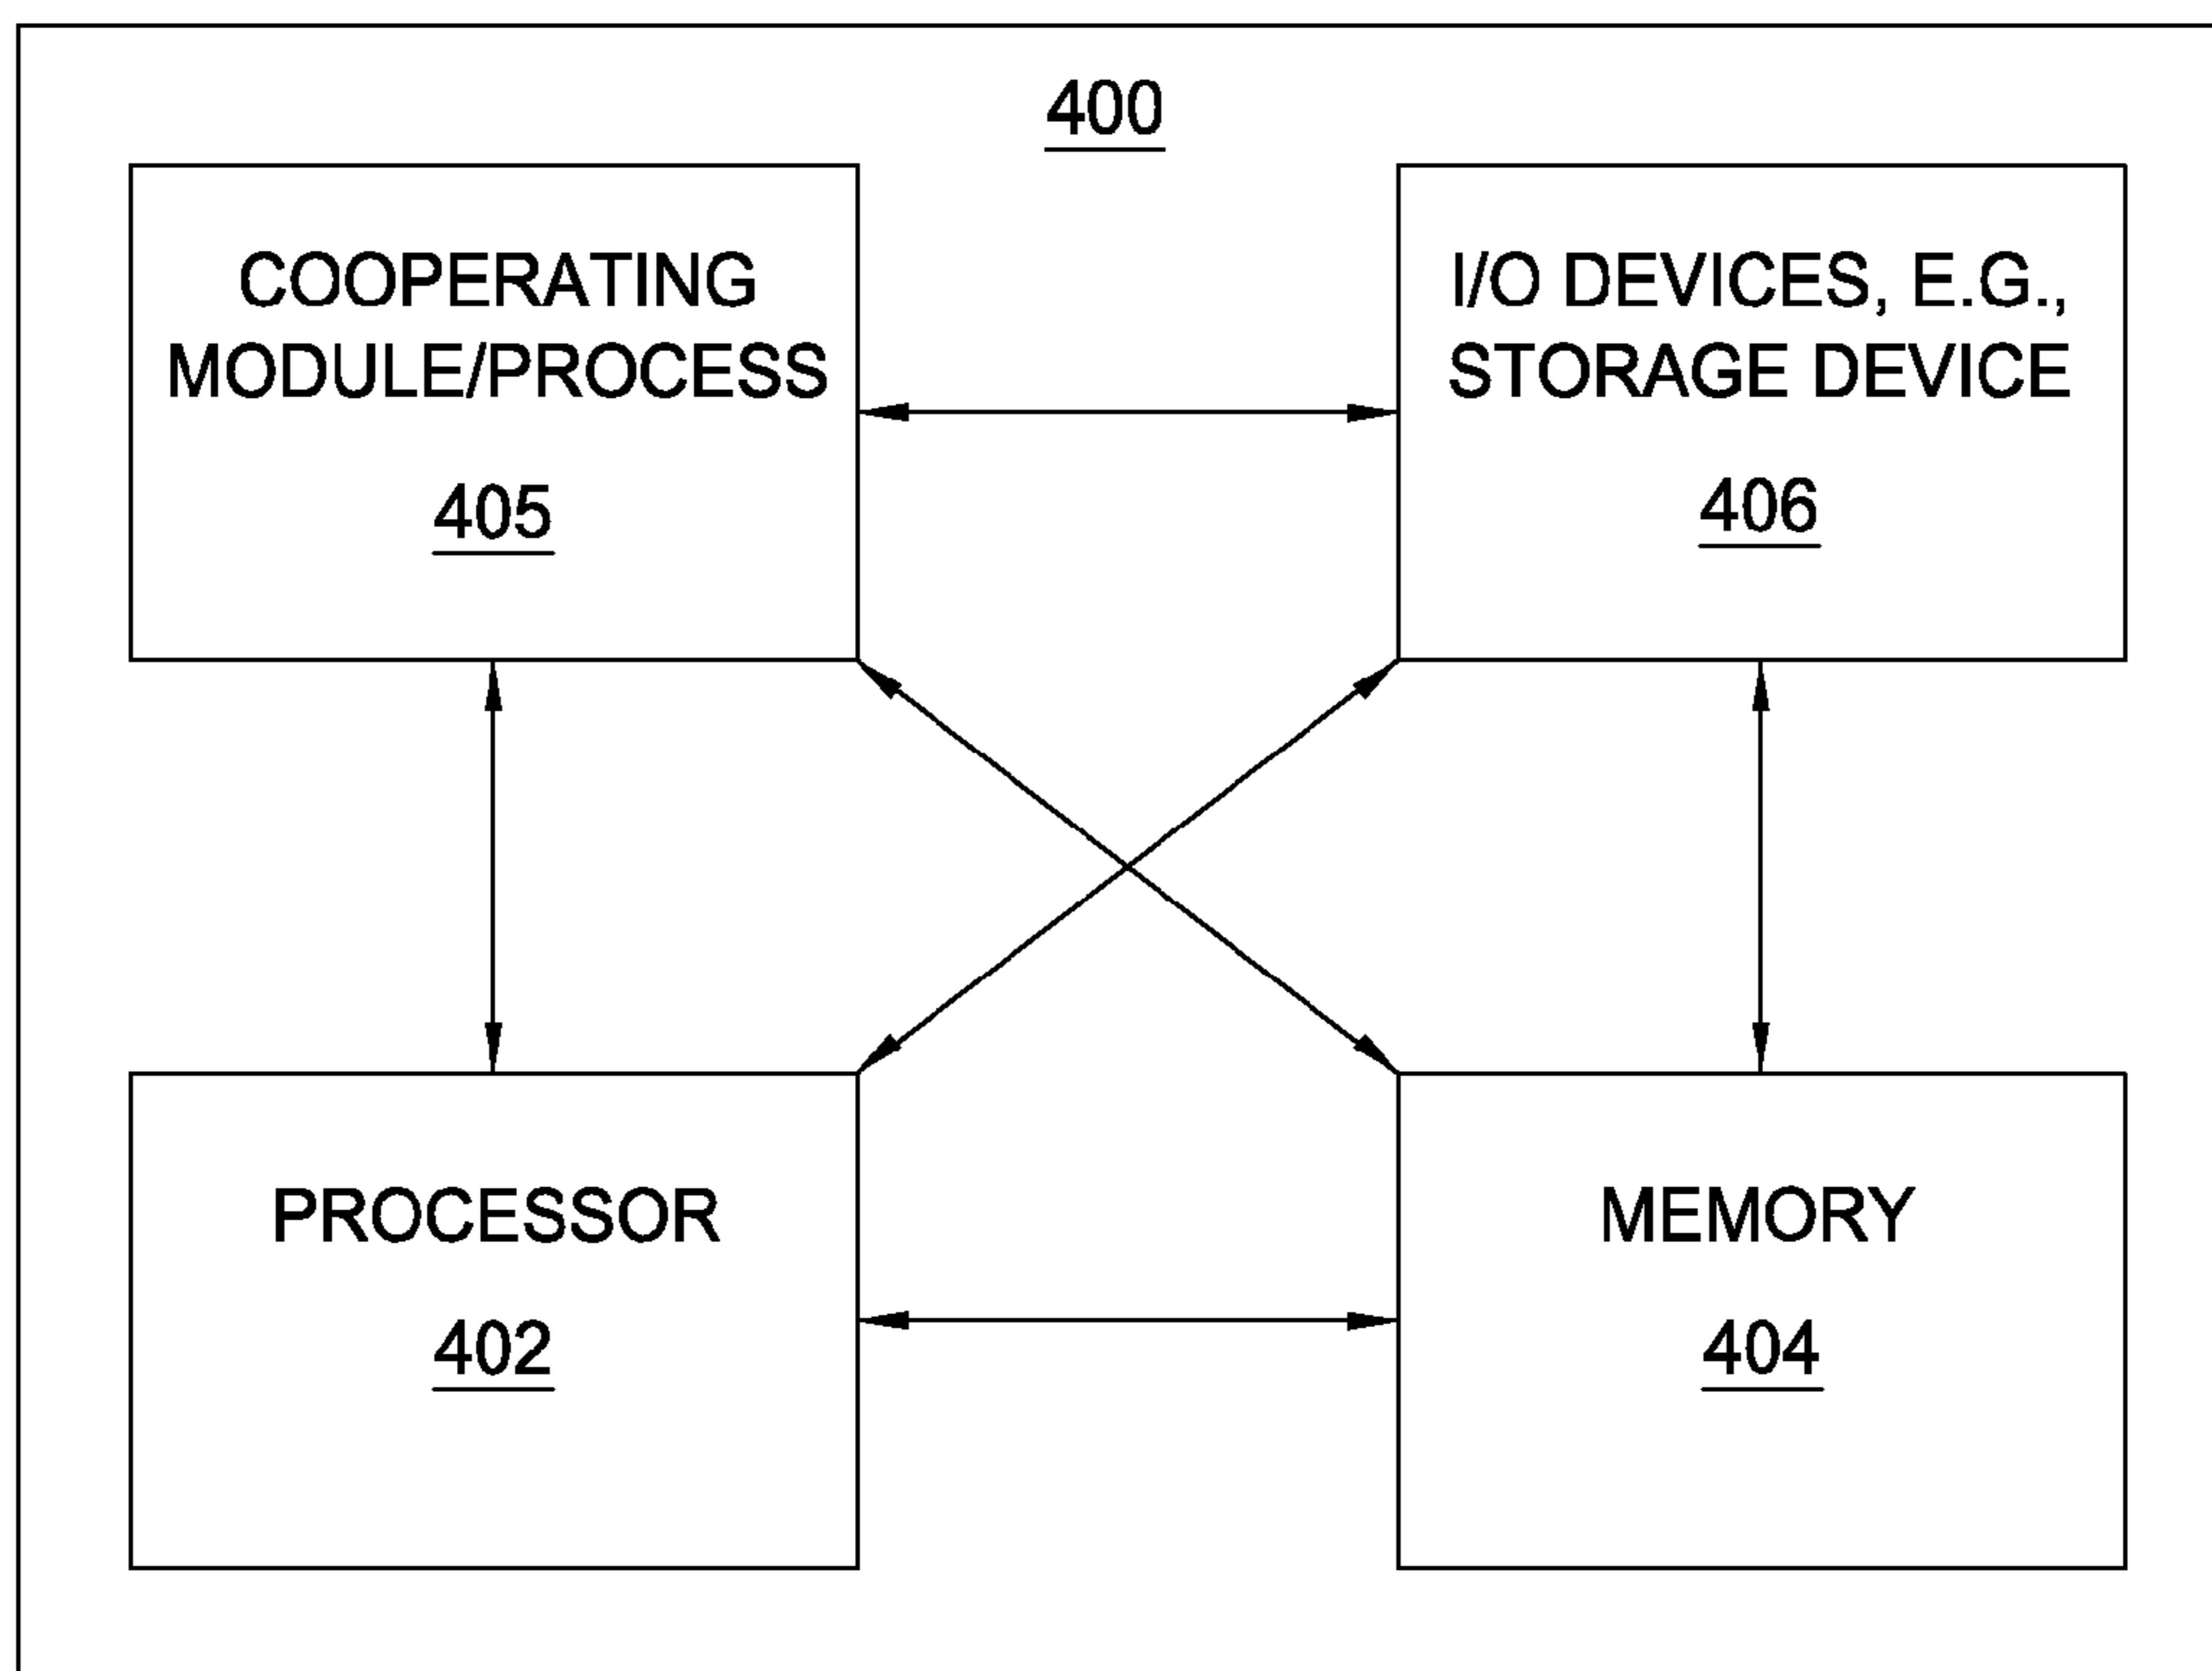 400
COOPERATING
MODULE/PROCESS
405
I/O DEVICES, E.G.,
STORAGE DEVICE
406
PROCESSOR
402
MEMORY
404